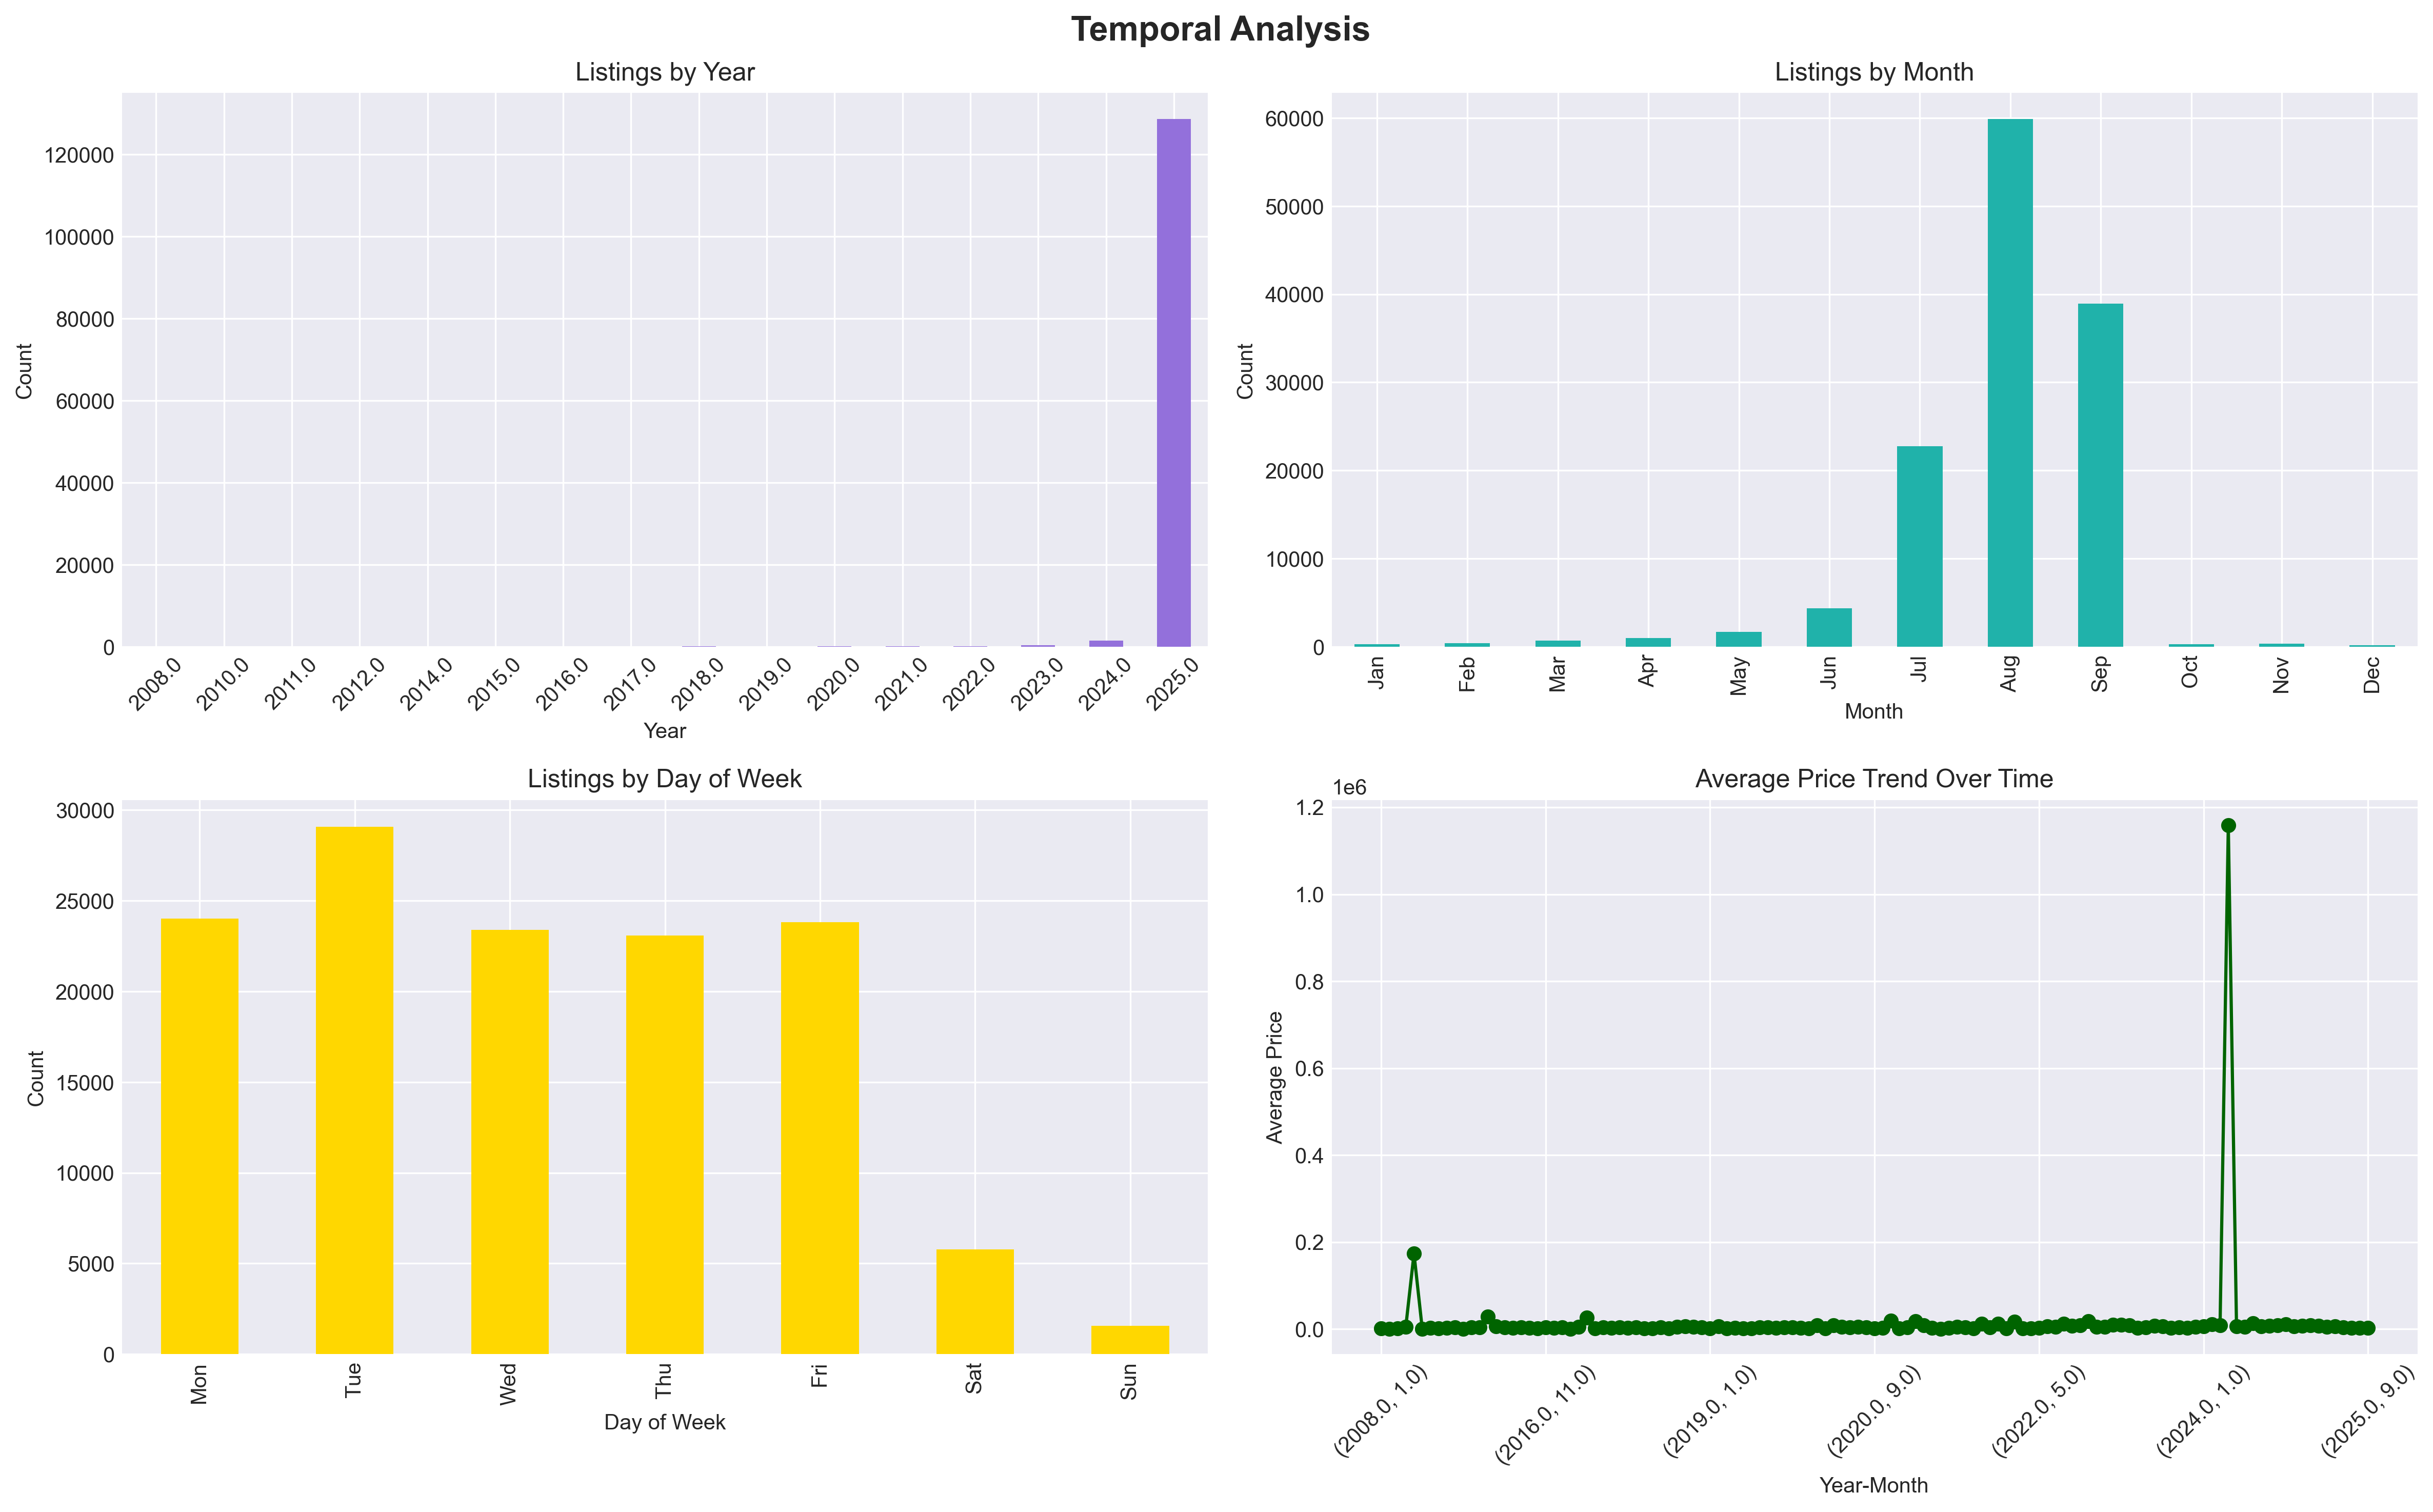 Temporal Analysis
Listings by Year
120000
100000
80000
60000
40000
20000
0
Count
2008.0 2010.0 2011.0 2012.0 2014.0 2015.0 2016.0 2017.0 2018.0 2019.0 2020.0 2021.0 2022.0 2023.0 2024.0 2025.0
Year
Listings by Month
60000
50000
40000
30000
20000
10000
0
Count
Jan Feb Mar Apr May Jun Jul Aug Sep Oct Nov Dec
Month
Listings by Day of Week
30000
25000
20000
15000
10000
5000
0
Count
Mon Tue Wed Thu Fri Sat Sun
Day of Week
Average Price Trend Over Time
1e6
1.2
1.0
0.8
0.6
0.4
0.2
0.0
Average Price
(2008.0, 1.0) (2016.0, 11.0) (2019.0, 1.0) (2020.0, 9.0) (2022.0, 5.0) (2024.0, 1.0) (2025.0, 9.0)
Year-Month